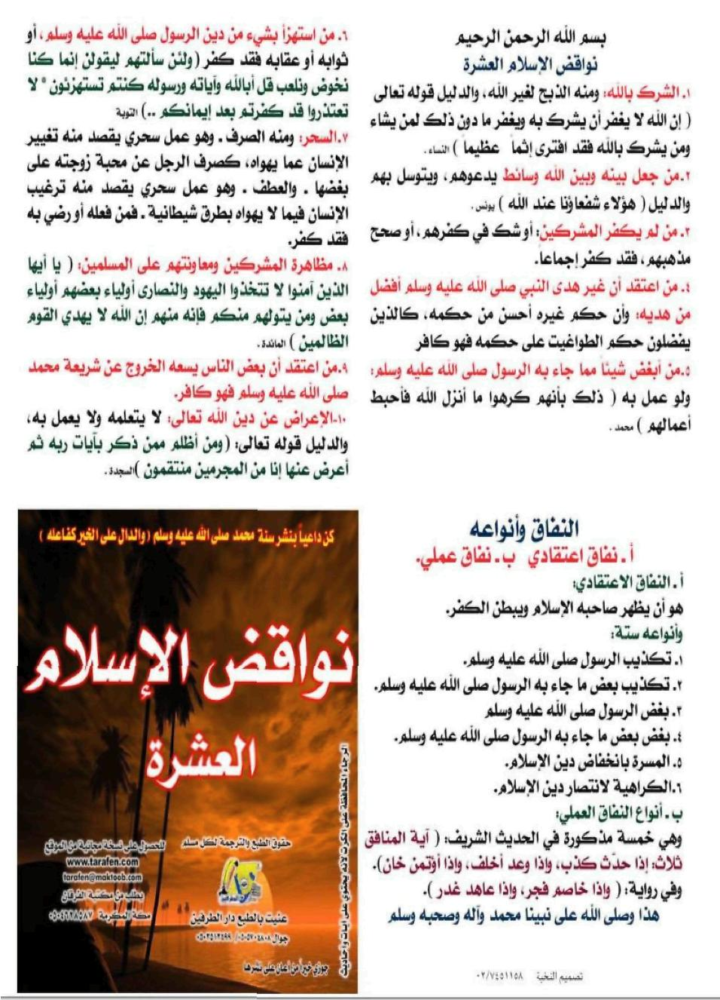 بسم الله الرحمن الرحيم
نواقض الإسلام العشرة
١. الشرك بالله: ومنه الذبح لغير الله، والدليل قوله تعالى
( إن الله لا يغفر أن يشرك به ويغفر ما دون ذلك لمن يشاء
ومن يشرك بالله فقد افترى إثماً عظيماً ) النساء .
٢.من جعل بينه وبين الله وسائط يدعوهم، ويتوسل بهم
والدليل ( هؤلاء شفعاؤنا عند الله ) يونس .
٣.من لم يكفر المشركين: أو شك في كفرهم، أو صحح
مذهبهم، فقد كفر إجماعاً.
٤. من اعتقد أن غير هدى النبي صلى الله عليه وسلم أفضل
من هديه: وأن حكم غيره أحسن من حكمه، كالذين
يفضلون حكم الطواغيت على حكمه فهو كافر
٥.من أبغض شيئاً مما جاء به الرسول صلى الله عليه وسلم:
ولو عمل به ( ذلك بأنهم كرهوا ما أنزل الله فأحبط
أعمالهم ) محمد .
٦. من استهزأ بشيء من دين الرسول صلى الله عليه وسلم، أو
ثوابه أو عقابه فقد كفر ( ولئن سألتهم ليقولن إنما كنا
نخوض ونلعب قل أبالله وآياته ورسوله كنتم تستهزئون * لا
تعتذروا قد كفرتم بعد إيمانكم ..) التوبة
٧.السحر: ومنه الصرف . وهو عمل سحري يقصد منه تغيير
الإنسان عما يهواه، كصرف الرجل عن محبة زوجته على
بغضها . والعطف . وهو عمل سحري يقصد منه ترغيب
الإنسان فيما لا يهواه بطرق شيطانية . فمن فعله أو رضي به
فقد كفر.
٨. مظاهرة المشركين ومعاونتهم على المسلمين: ( يا أيها
الذين آمنوا لا تتخذوا اليهود والنصارى أولياء بعضهم أولياء
بعض ومن يتولهم منكم فإنه منهم إن الله لا يهدي القوم
الظالمين ) المائدة .
٩.من اعتقد أن بعض الناس يسعه الخروج عن شريعة محمد
صلى الله عليه وسلم فهو كافر.
١٠-الإعراض عن دين الله تعالى: لا يتعلمه ولا يعمل به،
والدليل قوله تعالى: ( ومن أظلم ممن ذكر بآيات ربه ثم
أعرض عنها إنا من المجرمين منتقمون )السجدة .
النفاق وأنواعه
أ . نفاق اعتقادي ب . نفاق عملي.
أ . النفاق الاعتقادي:
هو أن يظهر صاحبه الإسلام ويبطن الكفر.
وأنواعه ستة:
١. تكذيب الرسول صلى الله عليه وسلم.
٢. تكذيب بعض ما جاء به الرسول صلى الله عليه وسلم.
٣. بغض الرسول صلى الله عليه وسلم
٤. بغض بعض ما جاء به الرسول صلى الله عليه وسلم.
٥. المسرة بانخفاض دين الإسلام.
٦.الكراهية لانتصار دين الإسلام.
ب . أنواع النفاق العملي:
وهي خمسة مذكورة في الحديث الشريف: ( آية المنافق
ثلاث: إذا حدّث كذب، وإذا وعد أخلف، وإذا أؤتمن خان).
وفي رواية: ( وإذا خاصم فجر، وإذا عاهد غدر ).
هذا وصلى الله على نبينا محمد وآله وصحبه وسلم
تصميم النخبة ٠٢/٧٤٥١١٥٨
كن داعياً بنشر سنة محمد صلى الله عليه وسلم ( والدال على الخير كفاعله )
نواقض الإسلام
العشرة
حقوق الطبع والترجمة لكل مسلم
عنيت بالطبع دار الطرفين
جوال ٠٥٠٥٧٠٤٨٠٨
جوزي خيراً من أعان على نشرها
للحصول على نسخة مجانية من الموقع
www.tarafen.com
tarafen@maktoob.com
تطلب من مكتبة الفرقان
مكة المكرمة
الرجاء المحافظة على الكرت لأنه يحتوي على آيات وأحاديث